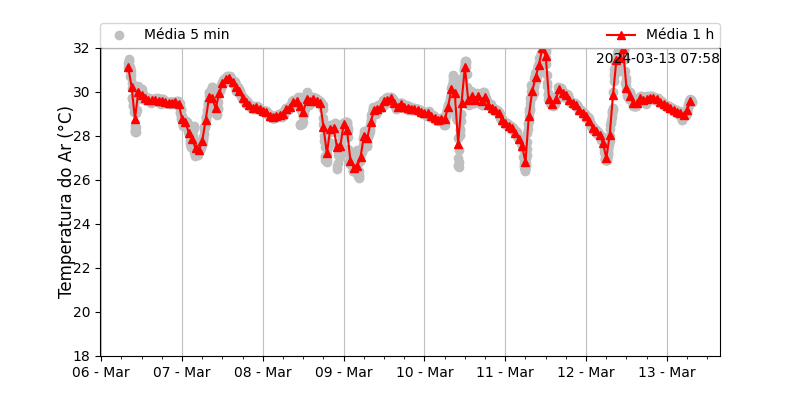 Média 5 min
Média 1 h
2024-03-13 07:58
Temperatura do Ar (°C)
32
30
28
26
24
22
20
18
06 - Mar
07 - Mar
08 - Mar
09 - Mar
10 - Mar
11 - Mar
12 - Mar
13 - Mar